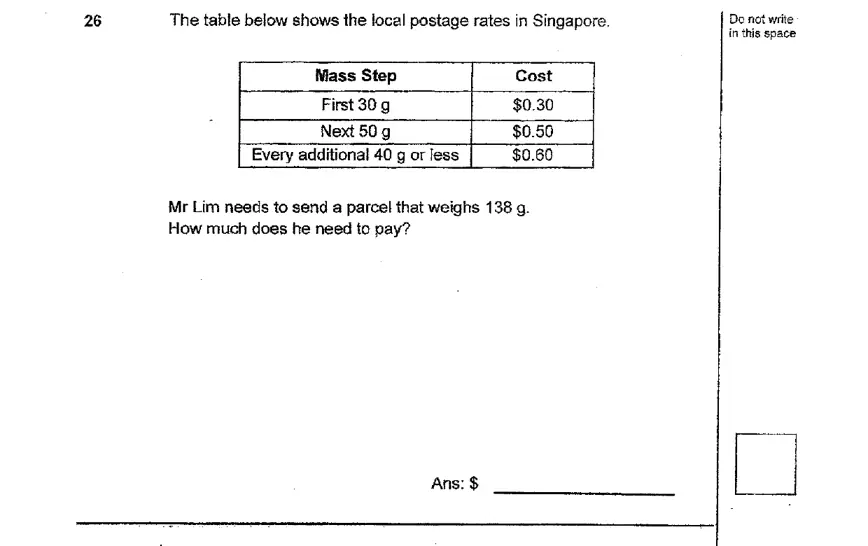 26 The table below shows the local postage rates in Singapore.
Do not write
in this space
Mass Step Cost
First 30 g $0.30
Next 50 g $0.50
Every additional 40 g or less $0.60
Mr Lim needs to send a parcel that weighs 138 g.
How much does he need to pay?
Ans: $